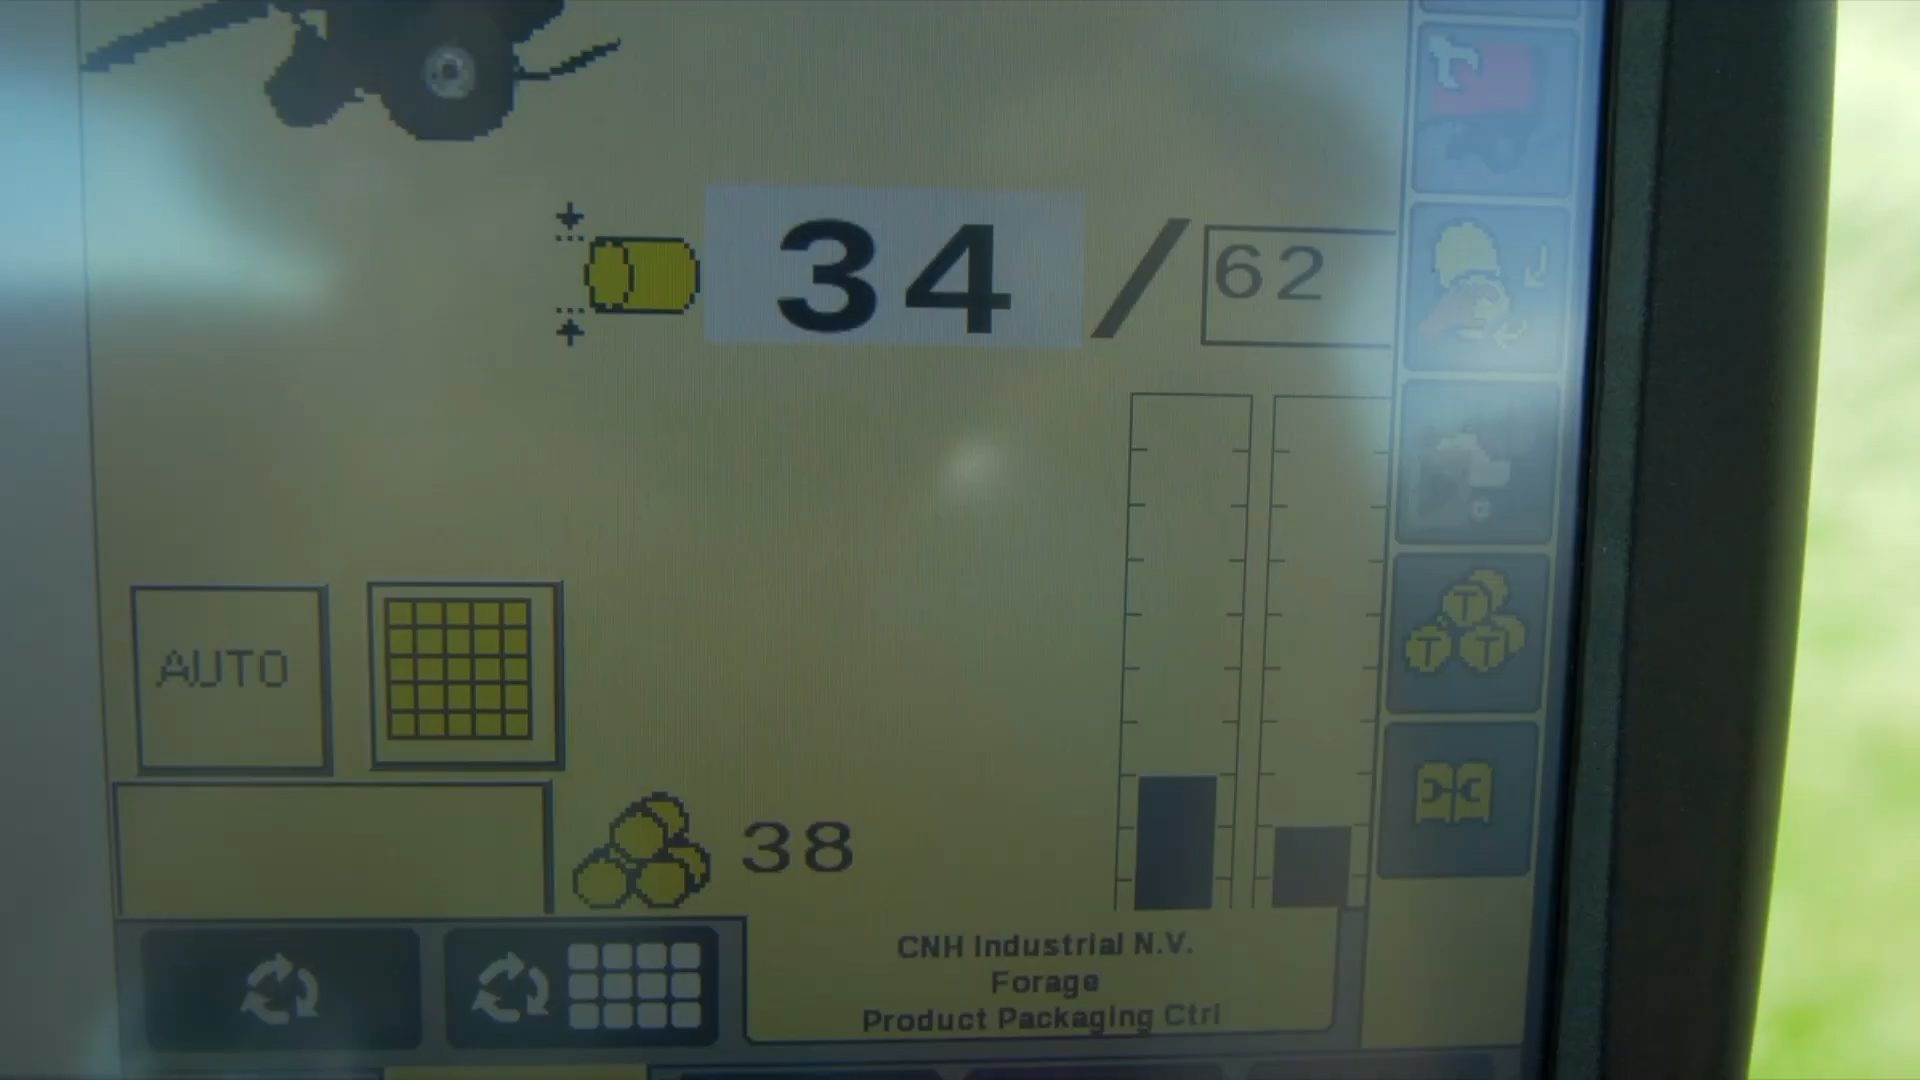 34 / 62
AUTO
38
CNH Industrial N.V.
Forage
Product Packaging Ctrl
T
T T